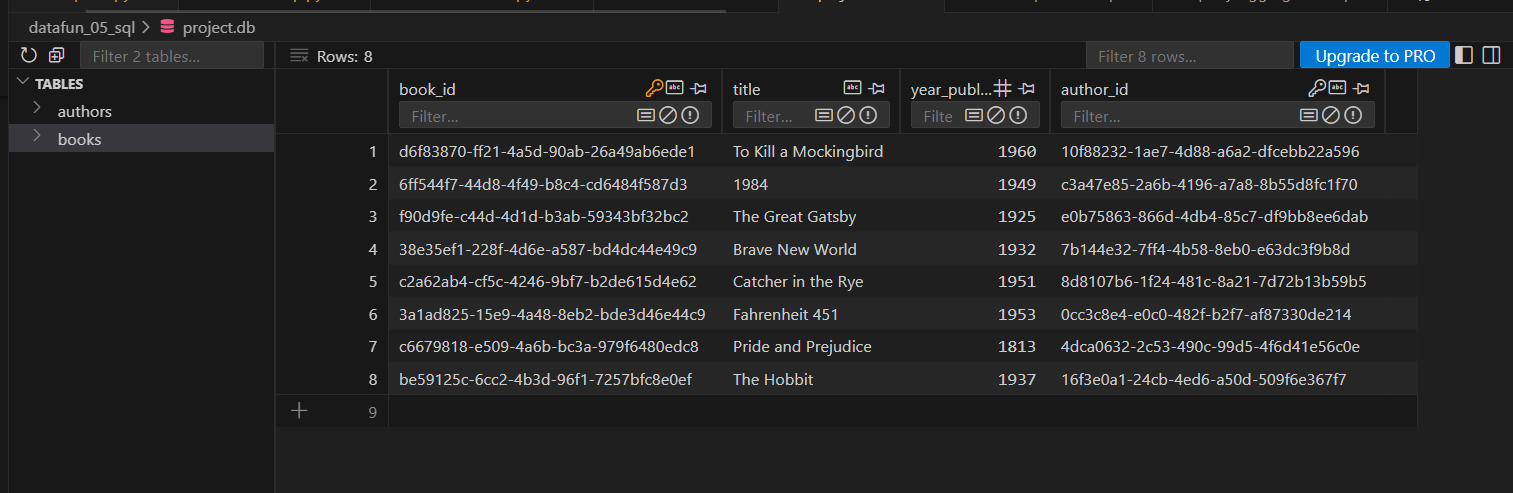 datafun_05_sql > project.db
Filter 2 tables...
Rows: 8
Filter 8 rows...
Upgrade to PRO
TABLES
authors
books
book_id title year_publ... author_id
Filter... Filter... Filte Filter...
1 d6f83870-ff21-4a5d-90ab-26a49ab6ede1 To Kill a Mockingbird 1960 10f88232-1ae7-4d88-a6a2-dfcebb22a596
2 6ff544f7-44d8-4f49-b8c4-cd6484f587d3 1984 1949 c3a47e85-2a6b-4196-a7a8-8b55d8fc1f70
3 f90d9fe-c44d-4d1d-b3ab-59343bf32bc2 The Great Gatsby 1925 e0b75863-866d-4db4-85c7-df9bb8ee6dab
4 38e35ef1-228f-4d6e-a587-bd4dc44e49c9 Brave New World 1932 7b144e32-7ff4-4b58-8eb0-e63dc3f9b8d
5 c2a62ab4-cf5c-4246-9bf7-b2de615d4e62 Catcher in the Rye 1951 8d8107b6-1f24-481c-8a21-7d72b13b59b5
6 3a1ad825-15e9-4a48-8eb2-bde3d46e44c9 Fahrenheit 451 1953 0cc3c8e4-e0c0-482f-b2f7-af87330de214
7 c6679818-e509-4a6b-bc3a-979f6480edc8 Pride and Prejudice 1813 4dca0632-2c53-490c-99d5-4f6d41e56c0e
8 be59125c-6cc2-4b3d-96f1-7257bfc8e0ef The Hobbit 1937 16f3e0a1-24cb-4ed6-a50d-509f6e367f7
9